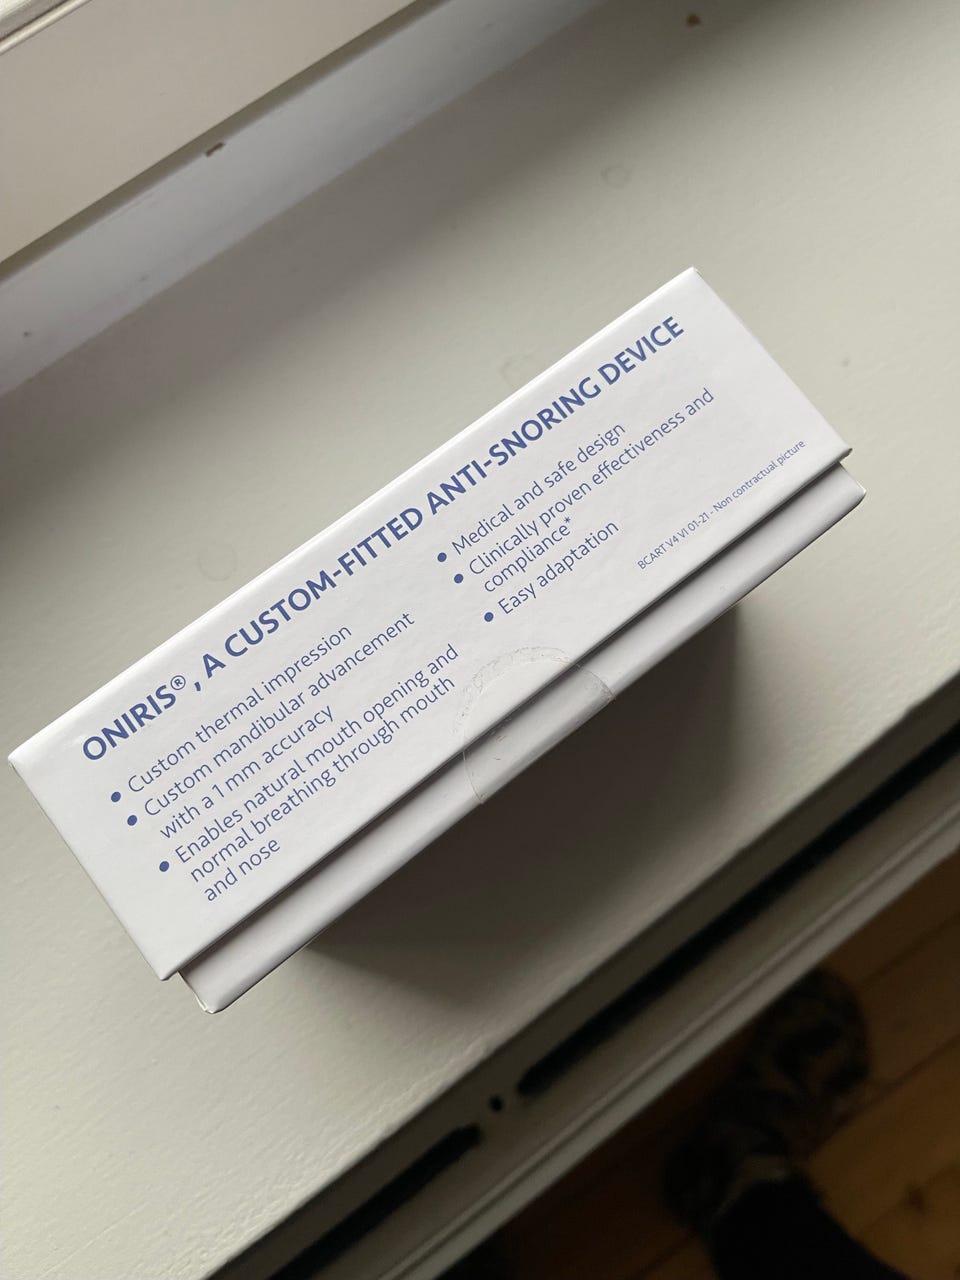 ONIRIS®, A CUSTOM-FITTED ANTI-SNORING DEVICE
● Custom thermal impression
● Custom mandibular advancement
with a 1 mm accuracy
● Enables natural mouth opening and
normal breathing through mouth
and nose
● Medical and safe design
● Clinically proven effectiveness and
compliance*
● Easy adaptation
BCART V4 VI 01-21 - Non contractual picture